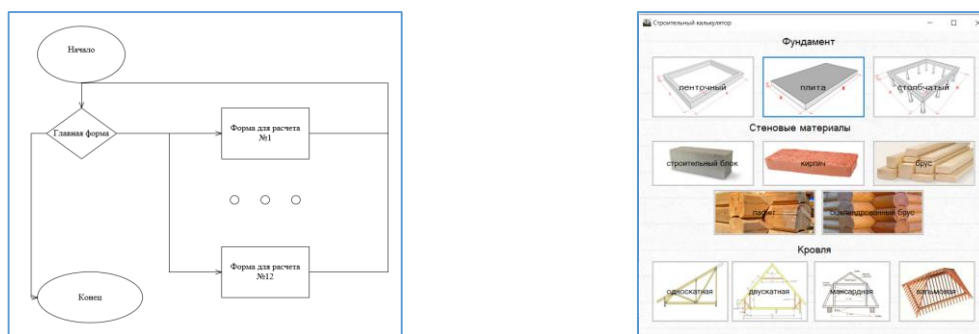 Начало
Главная форма
Форма для расчета
№1
Форма для расчета
№12
Конец
Строительный калькулятор
Фундамент
ленточный
плита
столбчатый
Стеновые материалы
строительный блок
кирпич
брус
лафет
оцилиндрованный брус
Кровля
односкатная
двускатная
мансардная
вальмовая